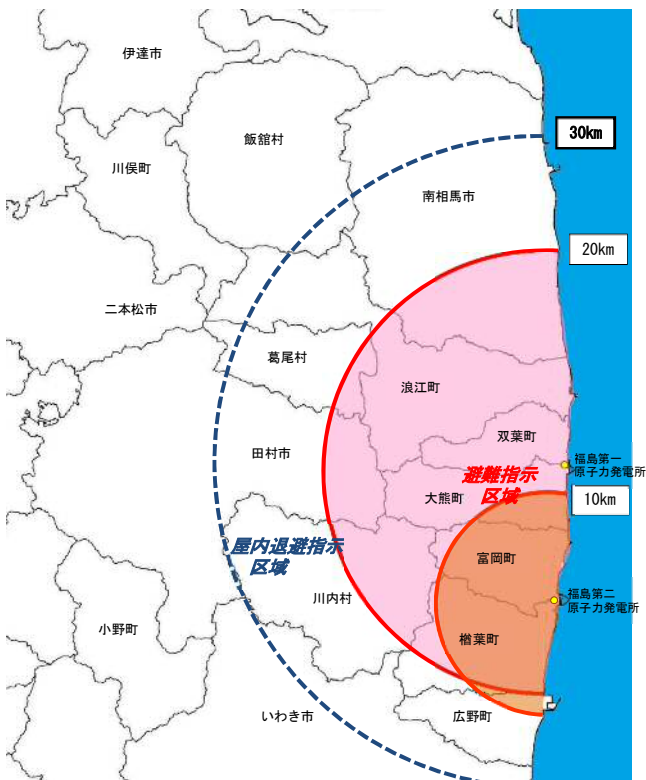 伊達市
飯舘村
30km
川俣町
南相馬市
20km
二本松市
葛尾村
浪江町
双葉町
田村市
福島第一
原子力発電所
避難指示
区域
大熊町
10km
屋内退避指示
区域
富岡町
川内村
福島第二
原子力発電所
小野町
楢葉町
いわき市
広野町